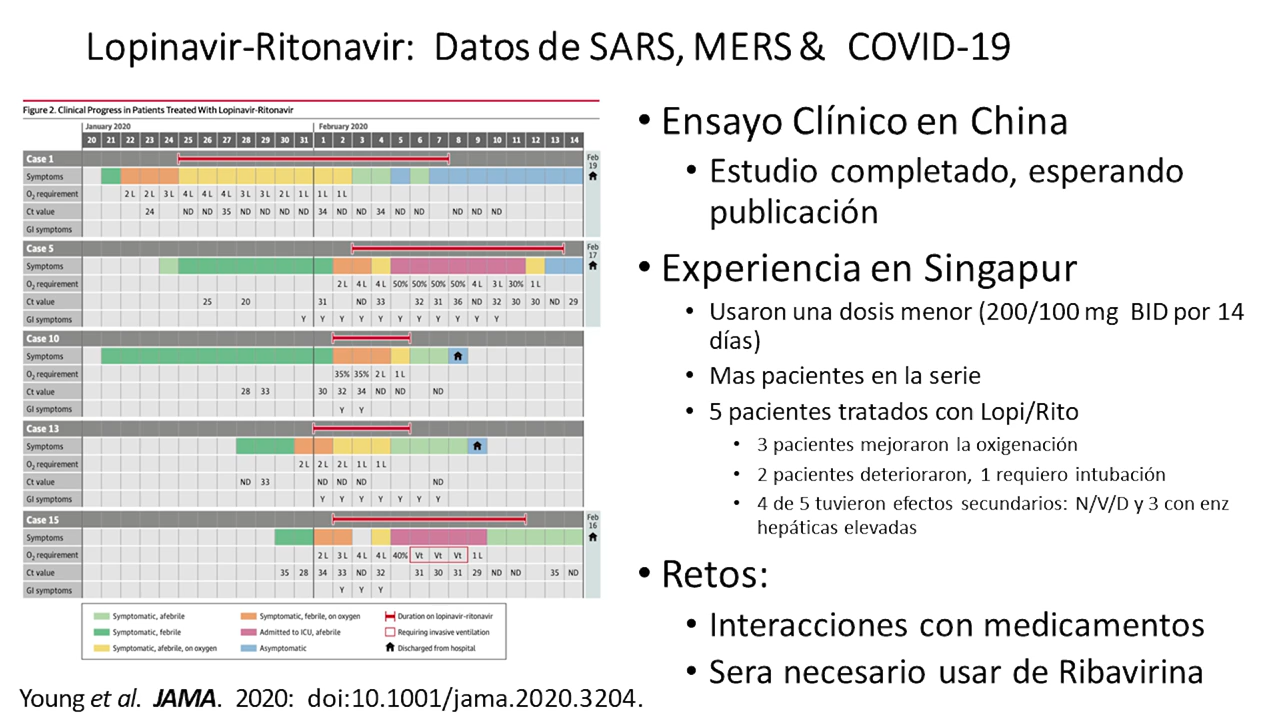 Lopinavir-Ritonavir: Datos de SARS, MERS & COVID-19
Figure 2. Clinical Progress in Patients Treated With Lopinavir-Ritonavir
January 2020 February 2020
20 21 22 23 24 25 26 27 28 29 30 31 1 2 3 4 5 6 7 8 9 10 11 12 13 14
Case 1 Feb 19
Symptoms
O₂ requirement 2 L 2 L 3 L 4 L 4 L 4 L 3 L 3 L 2 L 1 L 1 L 1 L
Ct value 24 ND ND 35 ND ND ND ND 34 ND ND 34 ND ND ND ND ND
GI symptoms
Case 5 Feb 17
Symptoms
O₂ requirement 2 L 4 L 4 L 50% 50% 50% 50% 4 L 3 L 30% 1 L
Ct value 25 20 31 ND 33 32 31 36 ND 32 30 30 ND 29
GI symptoms Y Y Y Y Y Y Y Y Y Y Y
Case 10
Symptoms
O₂ requirement 35% 35% 2 L 1 L
Ct value 28 33 30 32 34 ND ND ND
GI symptoms Y Y
Case 13
Symptoms
O₂ requirement 2 L 2 L 2 L 1 L 1 L
Ct value ND 33 ND ND ND ND
GI symptoms Y Y Y Y Y Y Y
Case 15 Feb 16
Symptoms
O₂ requirement 2 L 3 L 4 L 4 L 40% Vt Vt Vt 1 L
Ct value 35 28 34 33 ND 32 31 30 31 29 ND ND 35 ND
GI symptoms Y Y Y
Symptomatic, afebrile Symptomatic, febrile, on oxygen Duration on lopinavir-ritonavir
Symptomatic, febrile Admitted to ICU, afebrile Requiring invasive ventilation
Symptomatic, afebrile, on oxygen Asymptomatic Discharged from hospital
Young et al. JAMA. 2020: doi:10.1001/jama.2020.3204.
• Ensayo Clínico en China
• Estudio completado, esperando
publicación
• Experiencia en Singapur
• Usaron una dosis menor (200/100 mg BID por 14
días)
• Mas pacientes en la serie
• 5 pacientes tratados con Lopi/Rito
• 3 pacientes mejoraron la oxigenación
• 2 pacientes deterioraron, 1 requiero intubación
• 4 de 5 tuvieron efectos secundarios: N/V/D y 3 con enz
hepáticas elevadas
• Retos:
• Interacciones con medicamentos
• Sera necesario usar de Ribavirina